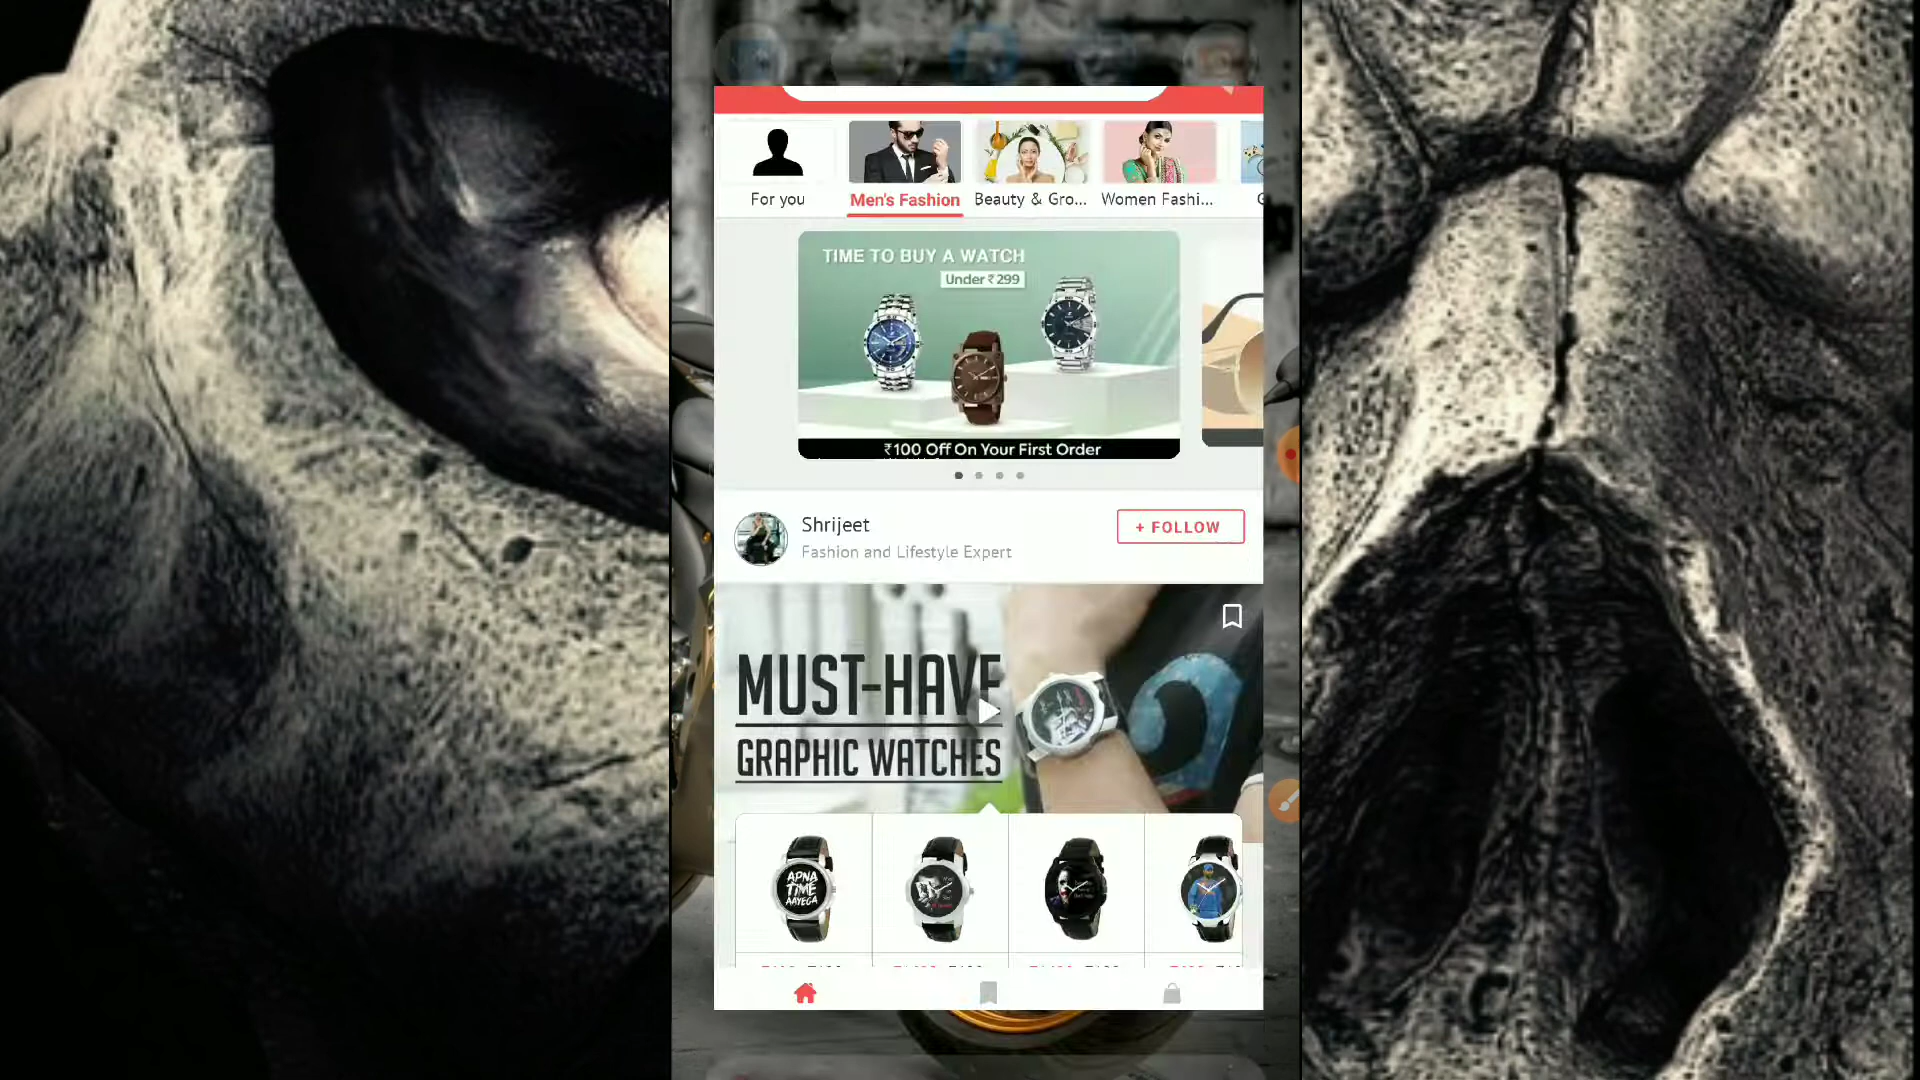 For you
Men's Fashion
Beauty & Gro...
Women Fashi...
TIME TO BUY A WATCH
Under ₹299
₹100 Off On Your First Order
Shrijeet
+ FOLLOW
Fashion and Lifestyle Expert
MUST-HAVE
GRAPHIC WATCHES
APNA
TIME
AAYEGA